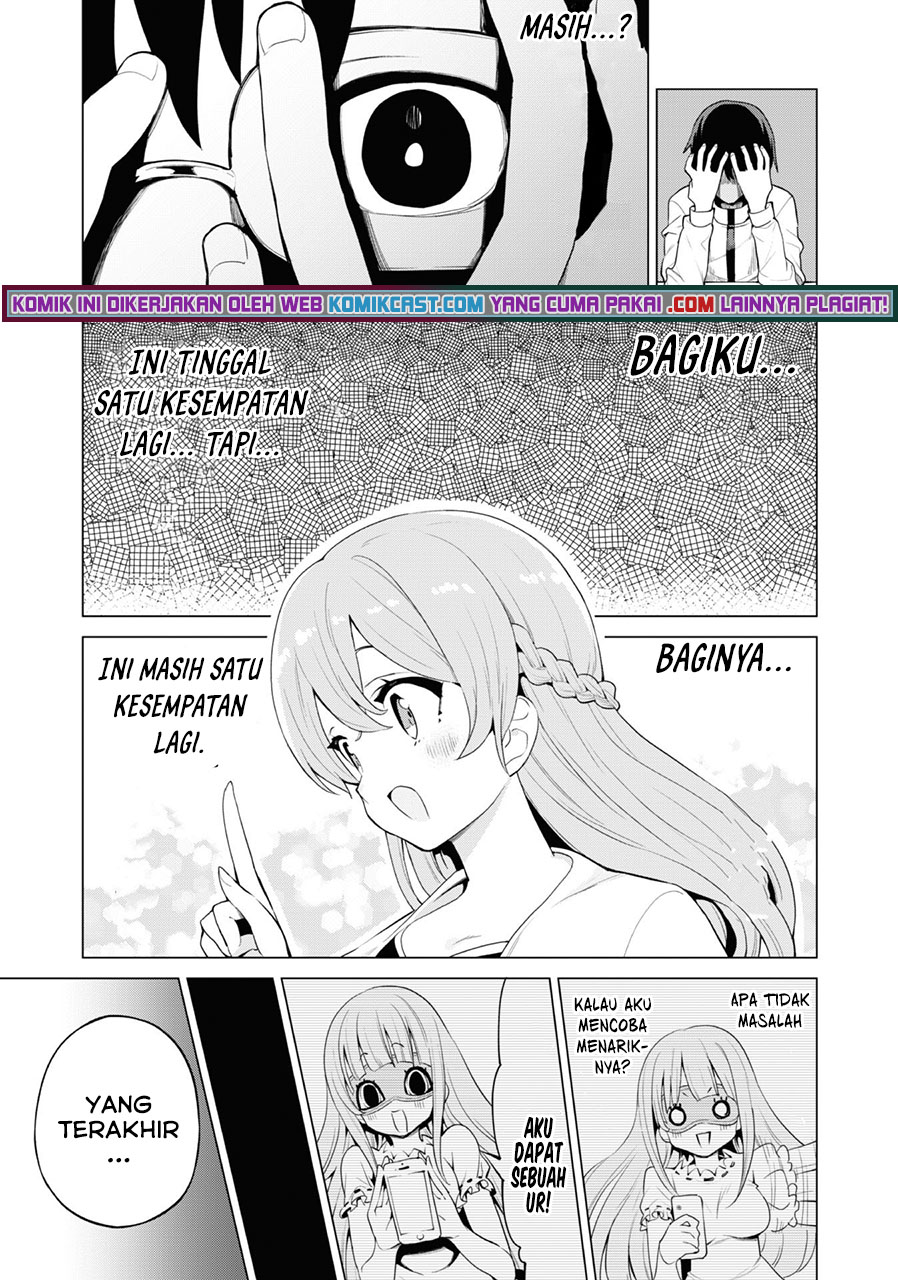 MASIH...?
KOMIK INI DIKERJAKAN OLEH WEB KOMIKCAST.COM YANG CUMA PAKAI .COM LAINNYA PLAGIAT!
BAGIKU...
INI TINGGAL
SATU KESEMPATAN
LAGI... TAPI...
BAGINYA...
INI MASIH SATU
KESEMPATAN
LAGI.
APA TIDAK
MASALAH
KALAU AKU
MENCOBA
MENARIK-
NYA?
AKU
DAPAT
SEBUAH
UR!
YANG
TERAKHIR
...